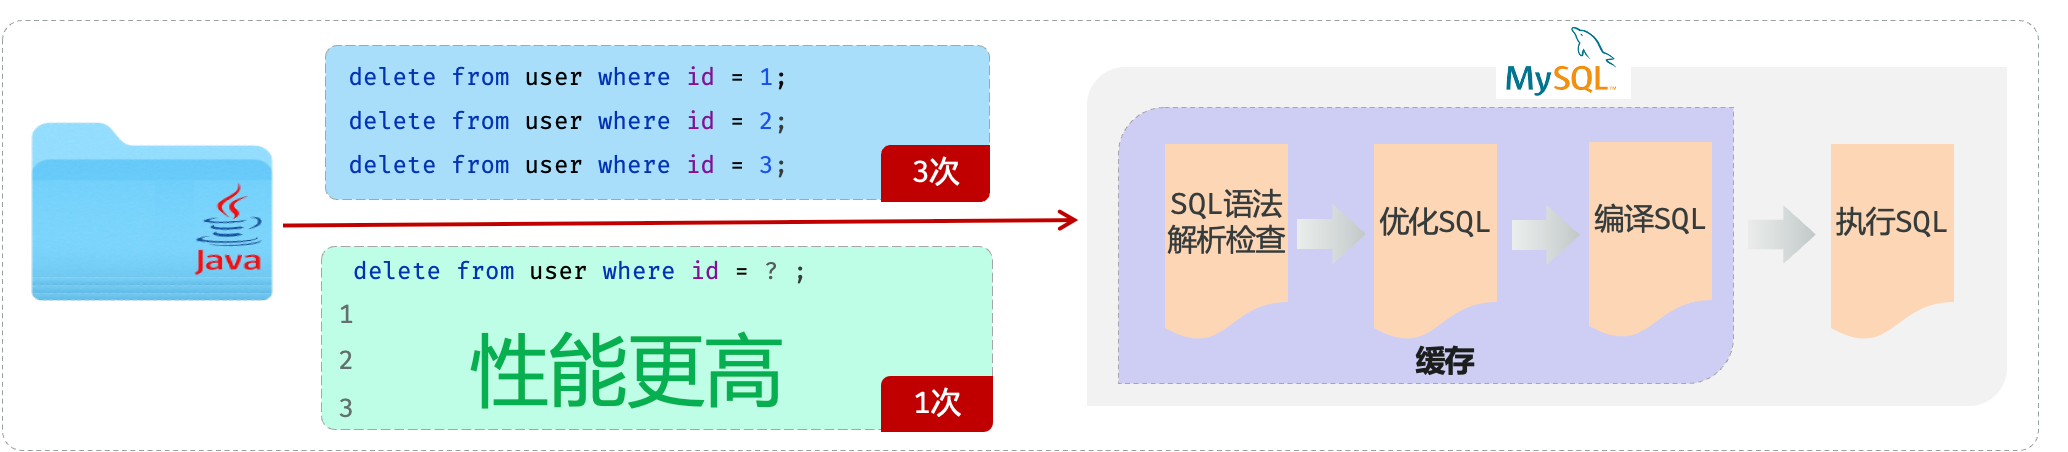 delete from user where id = 1;
delete from user where id = 2;
delete from user where id = 3;
3次
Java
delete from user where id = ? ;
1
2
3
性能更高
1次
MySQL™
SQL语法
解析检查
优化SQL
编译SQL
执行SQL
缓存